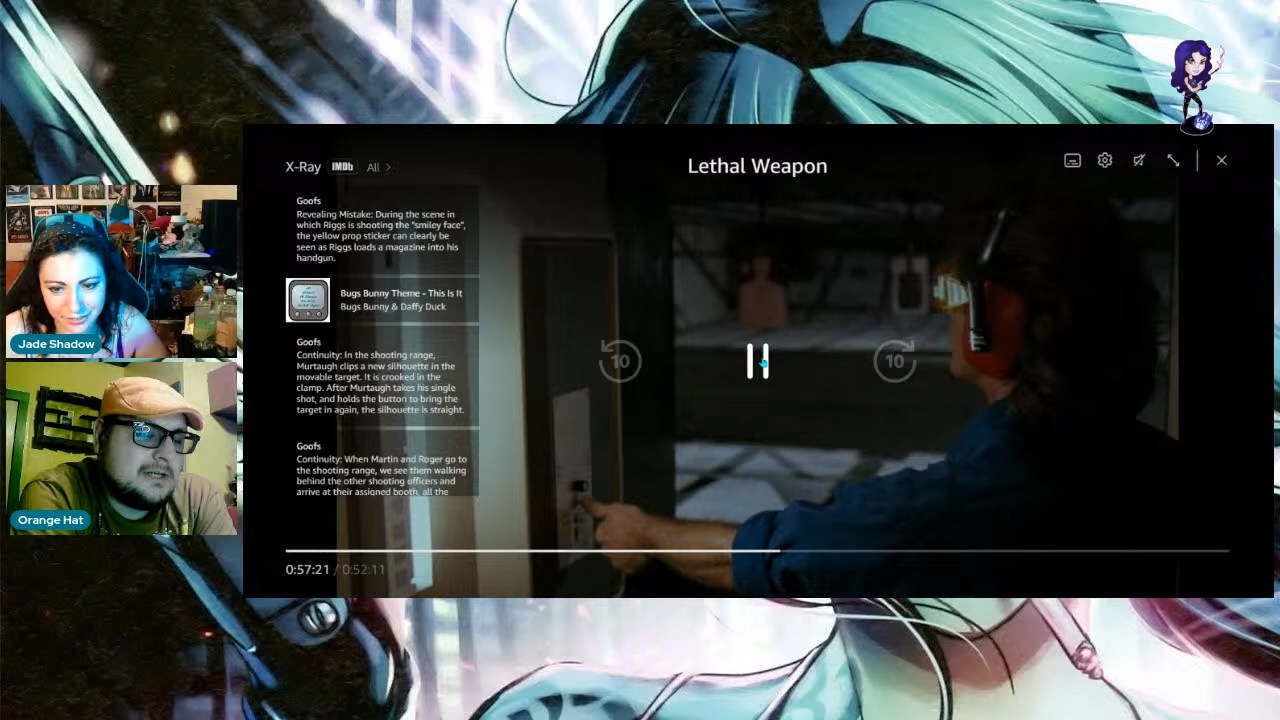 X-Ray IMDb All >
Lethal Weapon
Goofs
Revealing Mistake: During the scene in
which Riggs is shooting the "smiley face",
the yellow prop sticker can clearly be
seen as Riggs loads a magazine into his
handgun.
Bugs Bunny Theme - This Is It
Bugs Bunny & Daffy Duck
Goofs
Continuity: In the shooting range,
Murtaugh clips a new silhouette in the
movable target. It is crooked in the
clamp. After Murtaugh takes his single
shot, and holds the button to bring the
target in again, the silhouette is straight.
Goofs
Continuity: When Martin and Roger go to
the shooting range, we see them walking
behind the other shooting officers and
arrive at their assigned booth, all the
10
10
0:57:21 / 0:52:11
Jade Shadow
Orange Hat